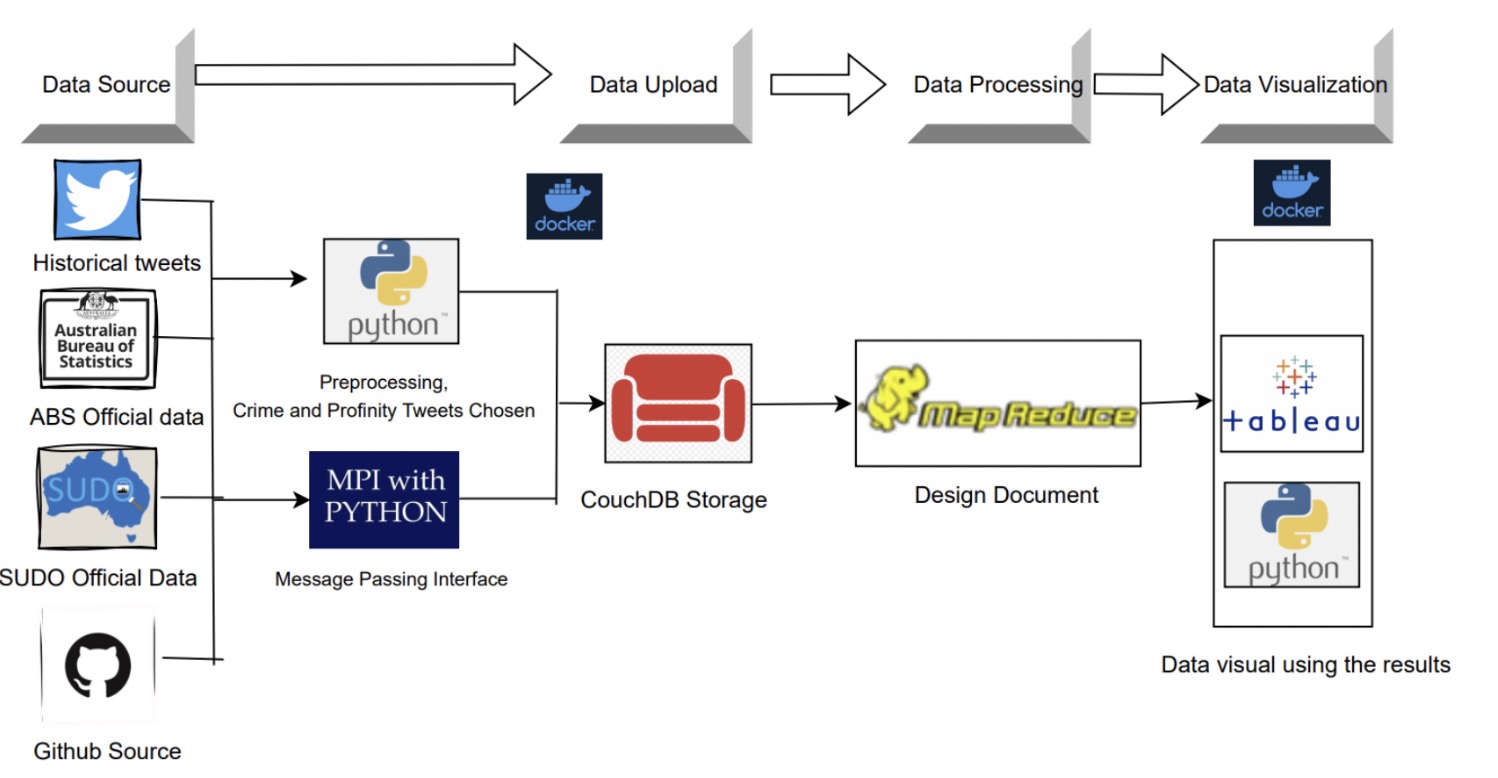 Data Source
Data Upload
Data Processing
Data Visualization
Historical tweets
Australian
Bureau of
Statistics
ABS Official data
SUDO
SUDO Official Data
Github Source
docker
python™
Preprocessing,
Crime and Profinity Tweets Chosen
MPI with
PYTHON
Message Passing Interface
CouchDB Storage
Map Reduce
Design Document
docker
+ableau
python™
Data visual using the results